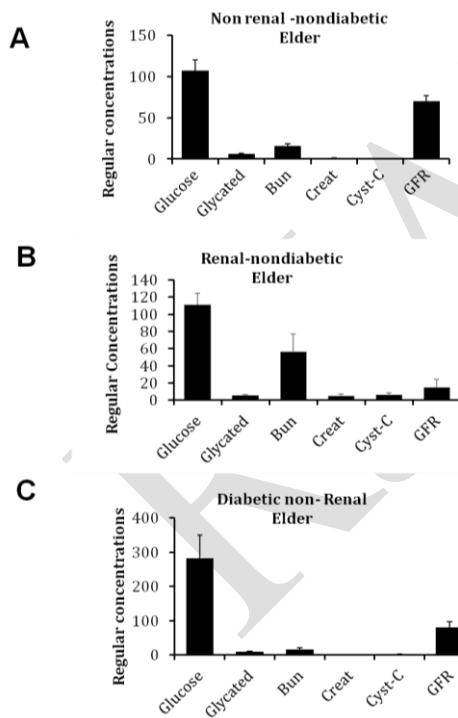 A
Non renal -nondiabetic
Elder
Regular concentrations
150
100
50
0
Glucose
Glycated
Bun
Creat
Cyst-C
GFR
B
Renal-nondiabetic
Elder
Regular Concentrations
140
120
100
80
60
40
20
0
Glucose
Glycated
Bun
Creat
Cyst-C
GFR
C
Diabetic non- Renal
Elder
Regular concentrations
400
300
200
100
0
Glucose
Glycated
Bun
Creat
Cyst-C
GFR